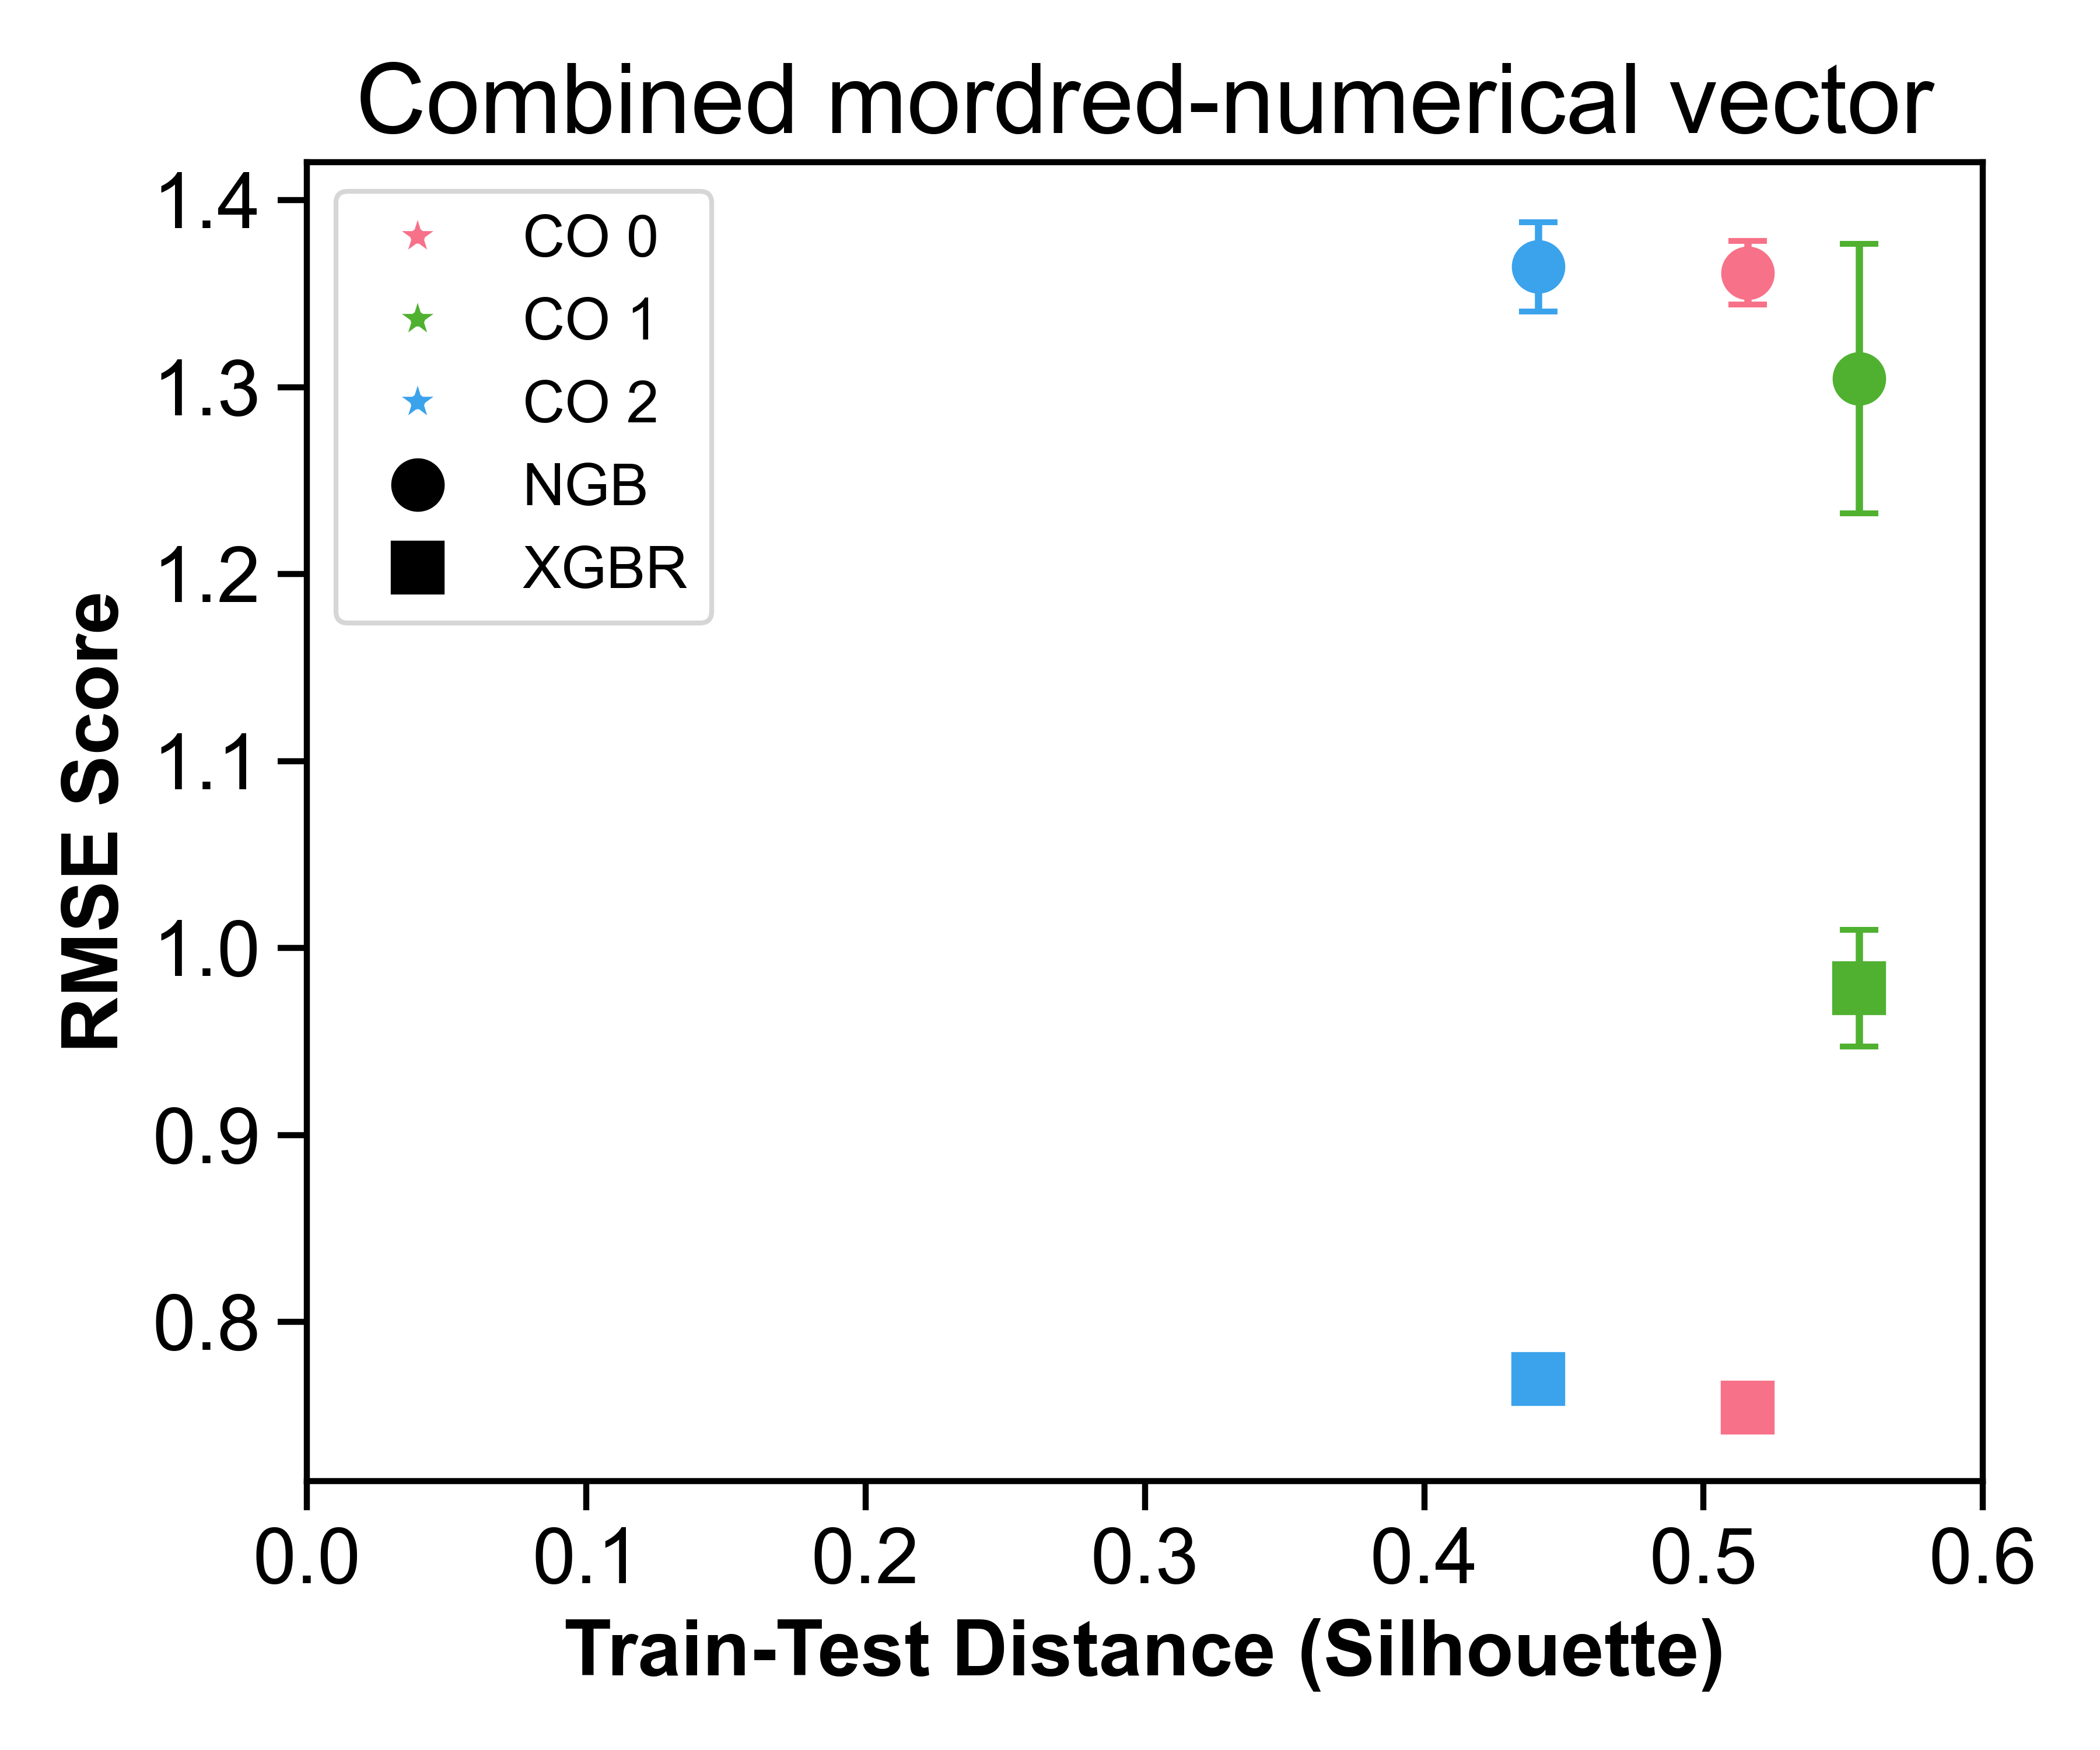 Combined mordred-numerical vector
1.4
1.3
1.2
1.1
1.0
0.9
0.8
RMSE Score
CO 0
CO 1
CO 2
NGB
XGBR
0.0 0.1 0.2 0.3 0.4 0.5 0.6
Train-Test Distance (Silhouette)